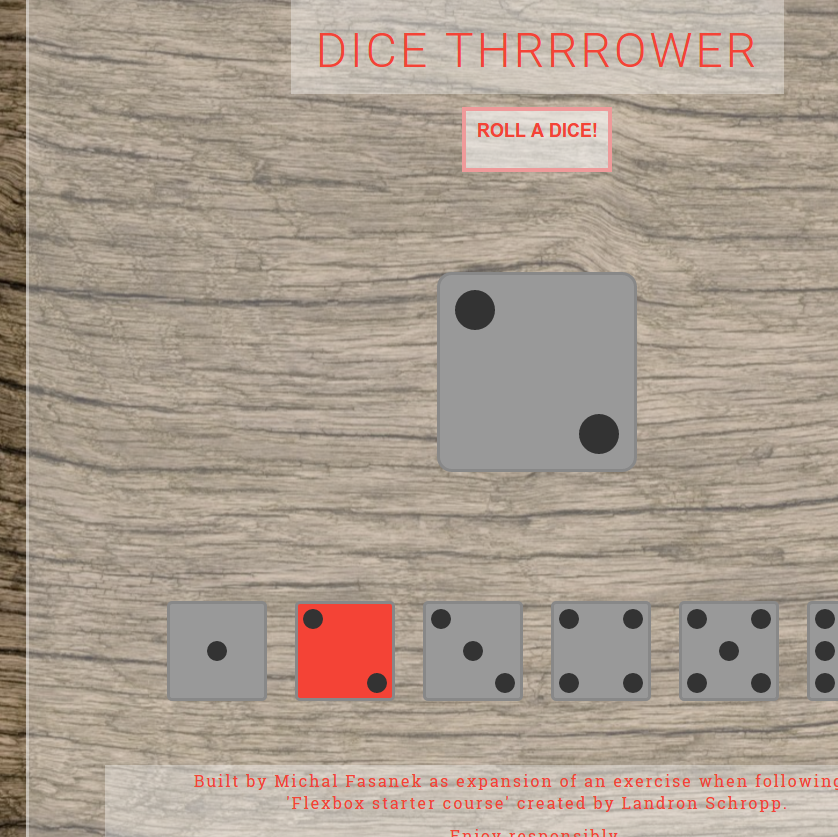 DICE THRRROWER
ROLL A DICE!
Built by Michal Fasanek as expansion of an exercise when following
'Flexbox starter course' created by Landron Schropp.
Enjoy responsibly